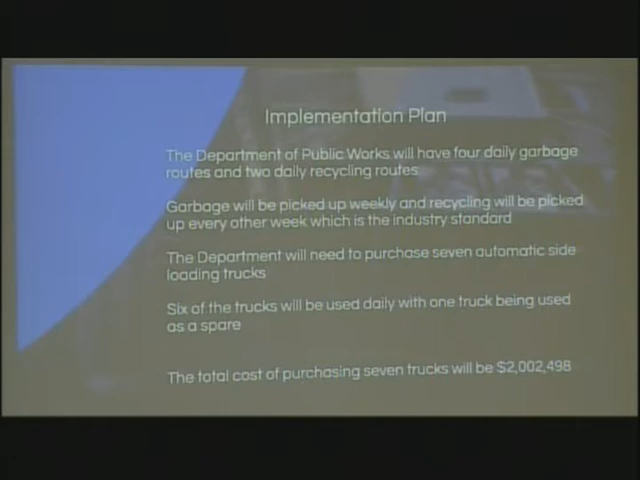 Implementation Plan
The Department of Public Works will have four daily garbage
routes and two daily recycling routes
Garbage will be picked up weekly and recycling will be picked
up every other week which is the industry standard
The Department will need to purchase seven automatic side
loading trucks
Six of the trucks will be used daily with one truck being used
as a spare
The total cost of purchasing seven trucks will be $2,002,498